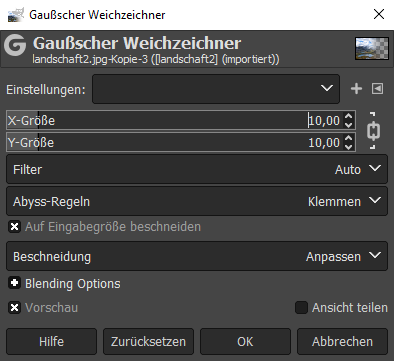 Gaußscher Weichzeichner
Gaußscher Weichzeichner
landschaft2.jpg-Kopie-3 ([landschaft2] (importiert))
Einstellungen:
X-Größe 10,00
Y-Größe 10,00
Filter Auto
Abyss-Regeln Klemmen
Auf Eingabegröße beschneiden
Beschneidung Anpassen
Blending Options
Vorschau Ansicht teilen
Hilfe Zurücksetzen OK Abbrechen